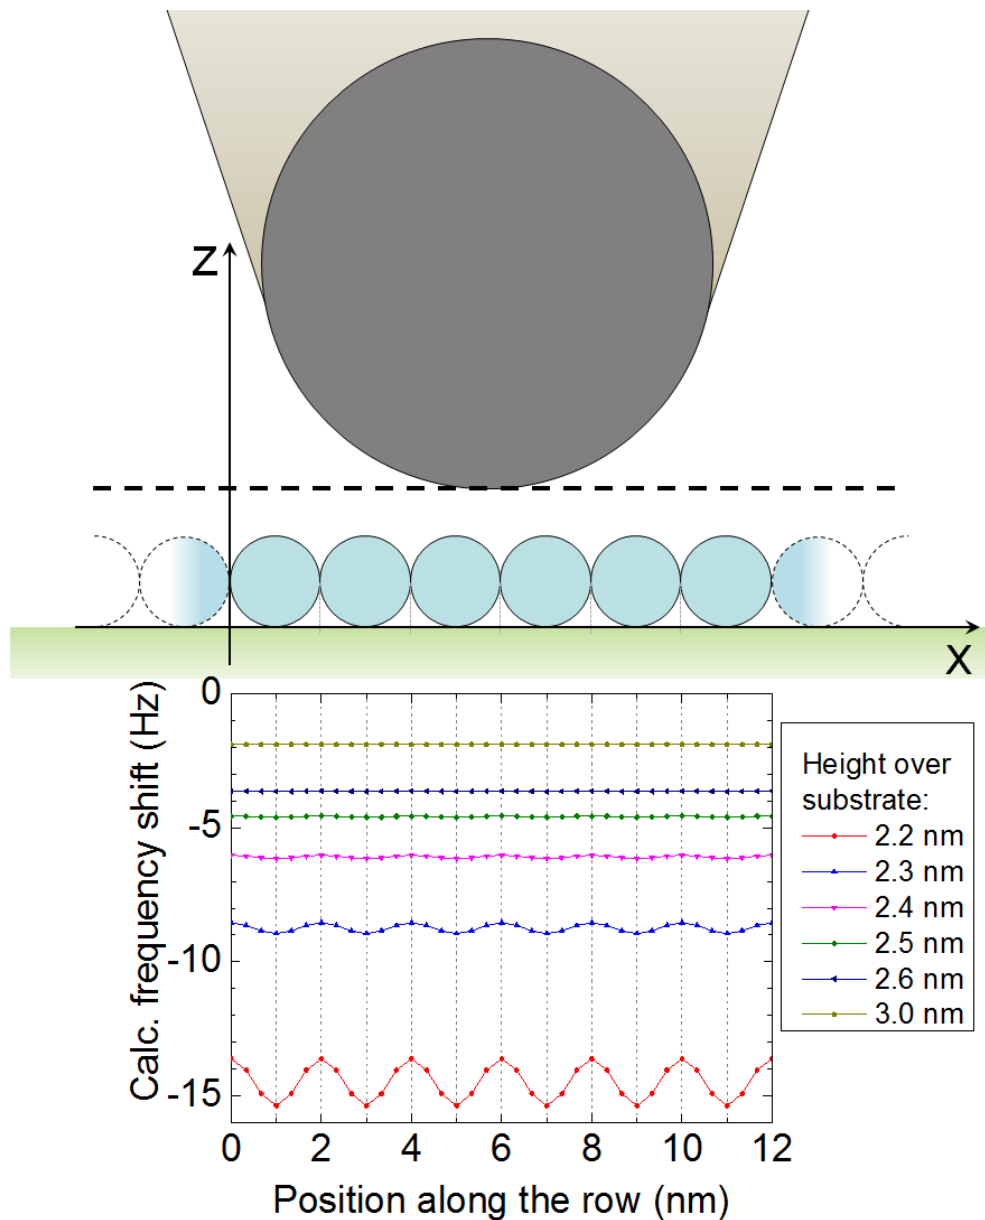 Z
X
Calc. frequency shift (Hz)
0
-5
-10
-15
0 2 4 6 8 10 12
Position along the row (nm)
Height over
substrate:
2.2 nm
2.3 nm
2.4 nm
2.5 nm
2.6 nm
3.0 nm